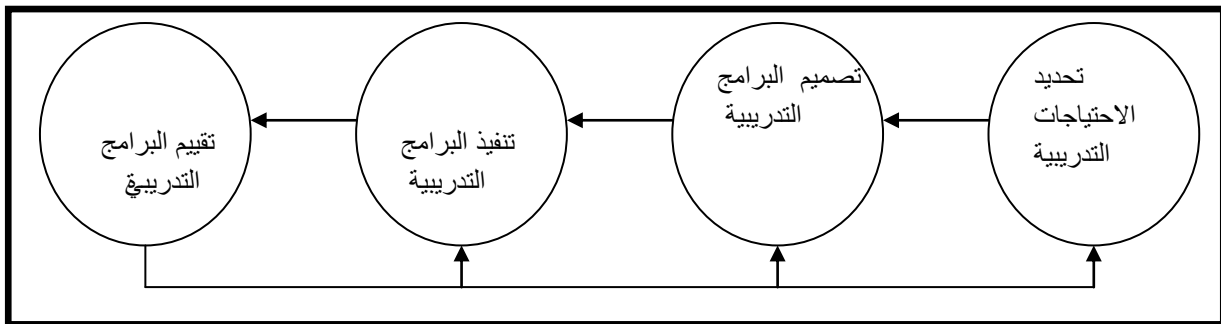 تحديد
الاحتياجات
التدريبية
تصميم البرامج
التدريبية
تنفيذ البرامج
التدريبية
تقييم البرامج
التدريبية